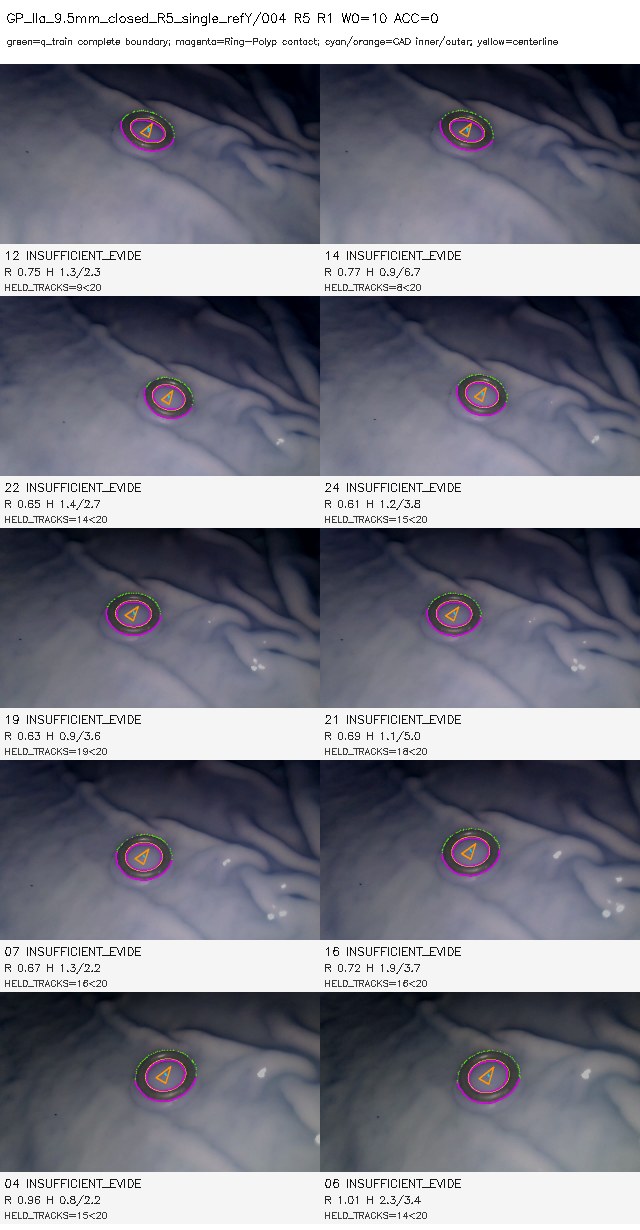 GP_IIa_9.5mm_closed_R5_single_refY/004 R5 R1 WO=10 ACC=0
green=q_train complete boundary; magenta=Ring-Polyp contact; cyan/orange=CAD inner/outer; yellow=centerline
12 INSUFFICIENT_EVIDE
R 0.75 H 1.3/2.3
HELD_TRACKS=9<20
14 INSUFFICIENT_EVIDE
R 0.77 H 0.9/6.7
HELD_TRACKS=8<20
22 INSUFFICIENT_EVIDE
R 0.65 H 1.4/2.7
HELD_TRACKS=14<20
24 INSUFFICIENT_EVIDE
R 0.61 H 1.2/3.8
HELD_TRACKS=15<20
19 INSUFFICIENT_EVIDE
R 0.63 H 0.9/3.6
HELD_TRACKS=19<20
21 INSUFFICIENT_EVIDE
R 0.69 H 1.1/5.0
HELD_TRACKS=18<20
07 INSUFFICIENT_EVIDE
R 0.67 H 1.3/2.2
HELD_TRACKS=16<20
16 INSUFFICIENT_EVIDE
R 0.72 H 1.9/3.7
HELD_TRACKS=16<20
04 INSUFFICIENT_EVIDE
R 0.96 H 0.8/2.2
HELD_TRACKS=15<20
06 INSUFFICIENT_EVIDE
R 1.01 H 2.3/3.4
HELD_TRACKS=14<20